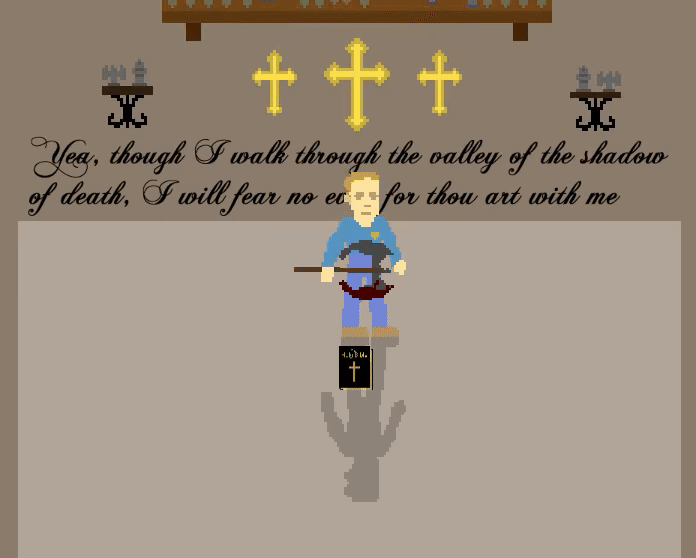 Yea, though I walk through the valley of the shadow
of death, I will fear no for thou art with me